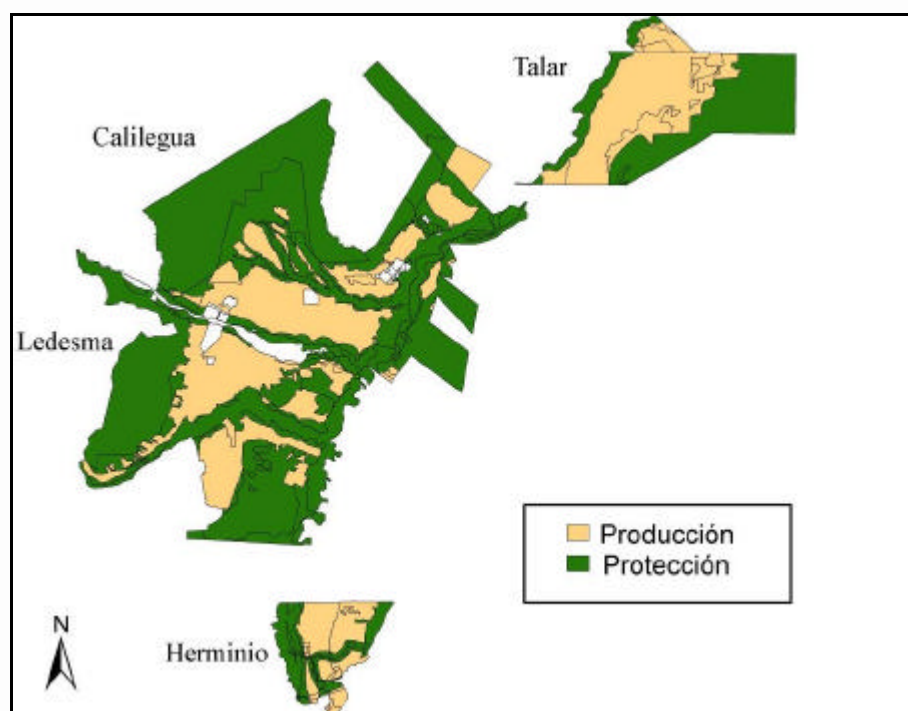 Talar
Calilegua
Ledesma
Producción
Protección
N
Herminio